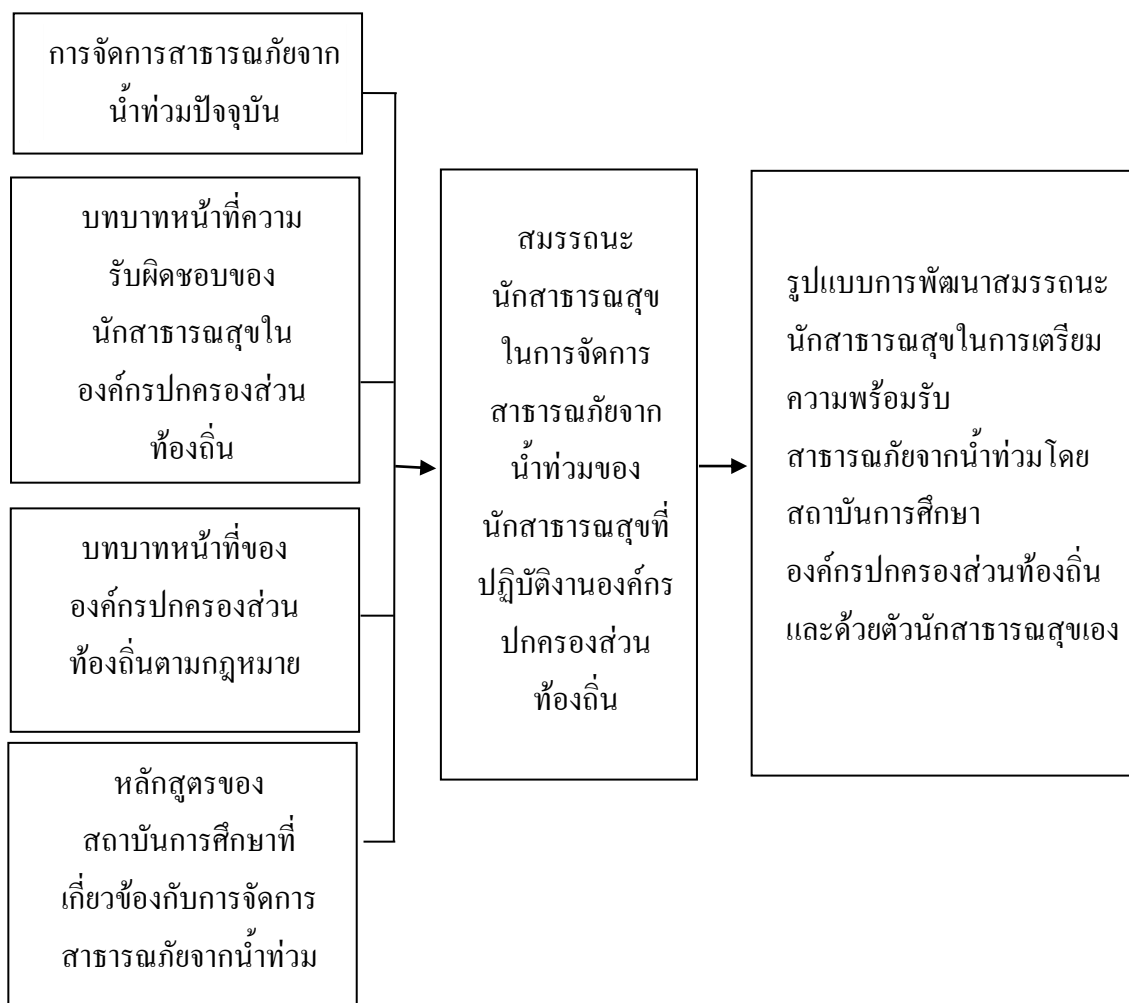 การจัดการสาธารณภัยจาก
น้ำท่วมปัจจุบัน
บทบาทหน้าที่ความ
รับผิดชอบของ
นักสาธารณสุขใน
องค์กรปกครองส่วน
ท้องถิ่น
บทบาทหน้าที่ของ
องค์กรปกครองส่วน
ท้องถิ่นตามกฎหมาย
หลักสูตรของ
สถาบันการศึกษาที่
เกี่ยวข้องกับการจัดการ
สาธารณภัยจากน้ำท่วม
สมรรถนะ
นักสาธารณสุข
ในการจัดการ
สาธารณภัยจาก
น้ำท่วมของ
นักสาธารณสุขที่
ปฏิบัติงานองค์กร
ปกครองส่วน
ท้องถิ่น
รูปแบบการพัฒนาสมรรถนะ
นักสาธารณสุขในการเตรียม
ความพร้อมรับ
สาธารณภัยจากน้ำท่วมโดย
สถาบันการศึกษา
องค์กรปกครองส่วนท้องถิ่น
และด้วยตัวนักสาธารณสุขเอง